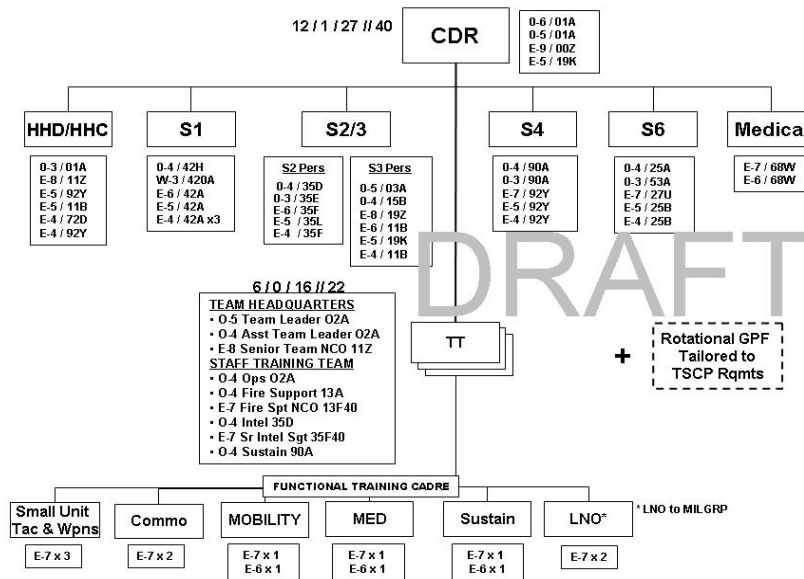 12 / 1 / 27 // 40
CDR
0-6 / 01A
0-5 / 01A
E-9 / 00Z
E-5 / 19K
HHD/HHC
S1
S2/3
S4
S6
Medical
0-3 / 01A
E-8 / 11Z
E-5 / 92Y
E-5 / 11B
E-4 / 72D
E-4 / 92Y
0-4 / 42H
W-3 / 420A
E-6 / 42A
E-5 / 42A
E-4 / 42A x3
S2 Pers
0-4 / 35D
0-3 / 35E
E-6 / 35F
E-5 / 35L
E-4 / 35F
S3 Pers
0-5 / 03A
0-4 / 15B
E-8 / 19Z
E-6 / 11B
E-5 / 19K
E-4 / 11B
0-4 / 90A
0-3 / 90A
E-7 / 92Y
E-5 / 92Y
E-4 / 92Y
0-4 / 25A
0-3 / 53A
E-7 / 27U
E-5 / 25B
E-4 / 25B
E-7 / 68W
E-6 / 68W
DRAFT
6 / 0 / 16 // 22
TEAM HEADQUARTERS
• O-5 Team Leader O2A
• O-4 Asst Team Leader O2A
• E-8 Senior Team NCO 11Z
STAFF TRAINING TEAM
• O-4 Ops O2A
• O-4 Fire Support 13A
• E-7 Fire Spt NCO 13F40
• O-4 Intel 35D
• E-7 Sr Intel Sgt 35F40
• O-4 Sustain 90A
TT
+
Rotational GPF
Tailored to
TSCP Rqmts
FUNCTIONAL TRAINING CADRE
Small Unit
Tac & Wpns
Commo
MOBILITY
MED
Sustain
LNO*
* LNO to MILGRP
E-7 x 3
E-7 x 2
E-7 x 1
E-6 x 1
E-7 x 1
E-6 x 1
E-7 x 1
E-6 x 1
E-7 x 2